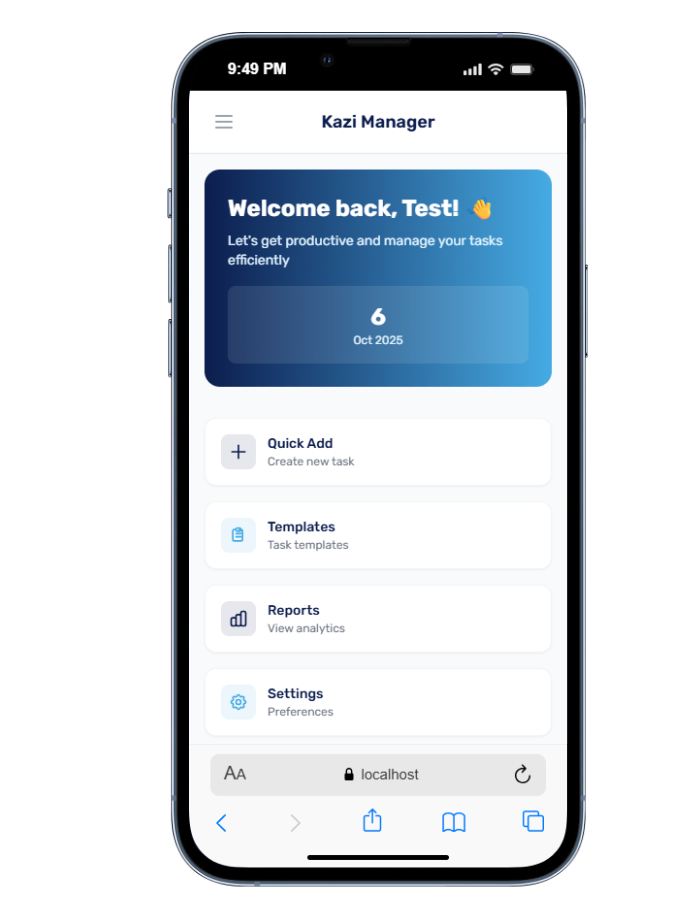 9:49 PM
Kazi Manager
Welcome back, Test! 👋
Let's get productive and manage your tasks
efficiently
6
Oct 2025
Quick Add
Create new task
Templates
Task templates
Reports
View analytics
Settings
Preferences
AA
localhost